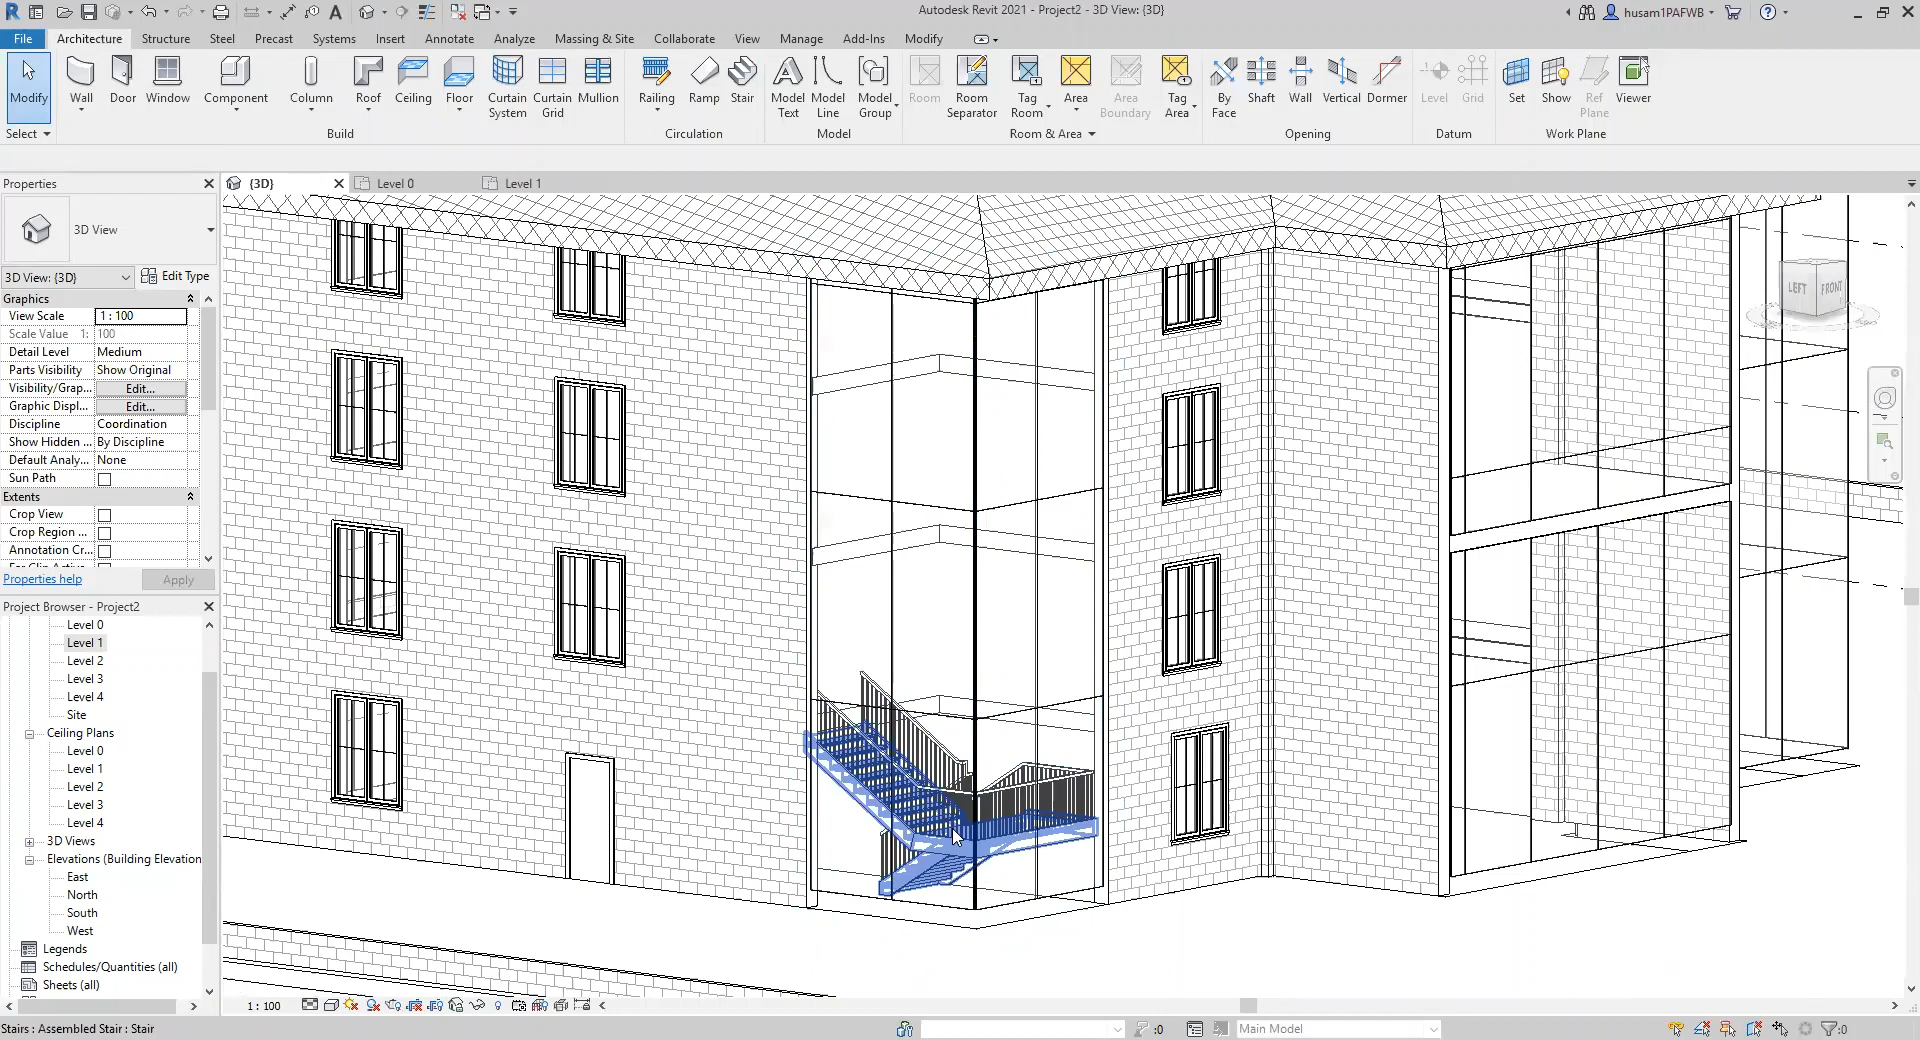 Autodesk Revit 2021 - Project2 - 3D View: {3D}
husam1PAFWB
File Architecture Structure Steel Precast Systems Insert Annotate Analyze Massing & Site Collaborate View Manage Add-Ins Modify
Modify
Wall
Door
Window
Component
Column
Roof
Ceiling
Floor
Curtain System
Curtain Grid
Mullion
Railing
Ramp
Stair
Model Text
Model Line
Model Group
Room
Room Separator
Tag Room
Area
Area Boundary
Tag Area
By Face
Shaft
Wall
Vertical
Dormer
Level
Grid
Set
Show
Ref Plane
Viewer
Select Build Circulation Model Room & Area Opening Datum Work Plane
Properties
{3D} Level 0 Level 1
3D View
3D View: {3D} Edit Type
Graphics
View Scale 1 : 100
Scale Value 1: 100
Detail Level Medium
Parts Visibility Show Original
Visibility/Grap... Edit...
Graphic Displ... Edit...
Discipline Coordination
Show Hidden ... By Discipline
Default Analy... None
Sun Path
Extents
Crop View
Crop Region ...
Annotation Cr...
Properties help Apply
Project Browser - Project2
Level 0
Level 1
Level 2
Level 3
Level 4
Site
Ceiling Plans
Level 0
Level 1
Level 2
Level 3
Level 4
3D Views
Elevations (Building Elevation
East
North
South
West
Legends
Schedules/Quantities (all)
Sheets (all)
LEFT FRONT
1 : 100
Stairs : Assembled Stair : Stair
:0
Main Model
:0